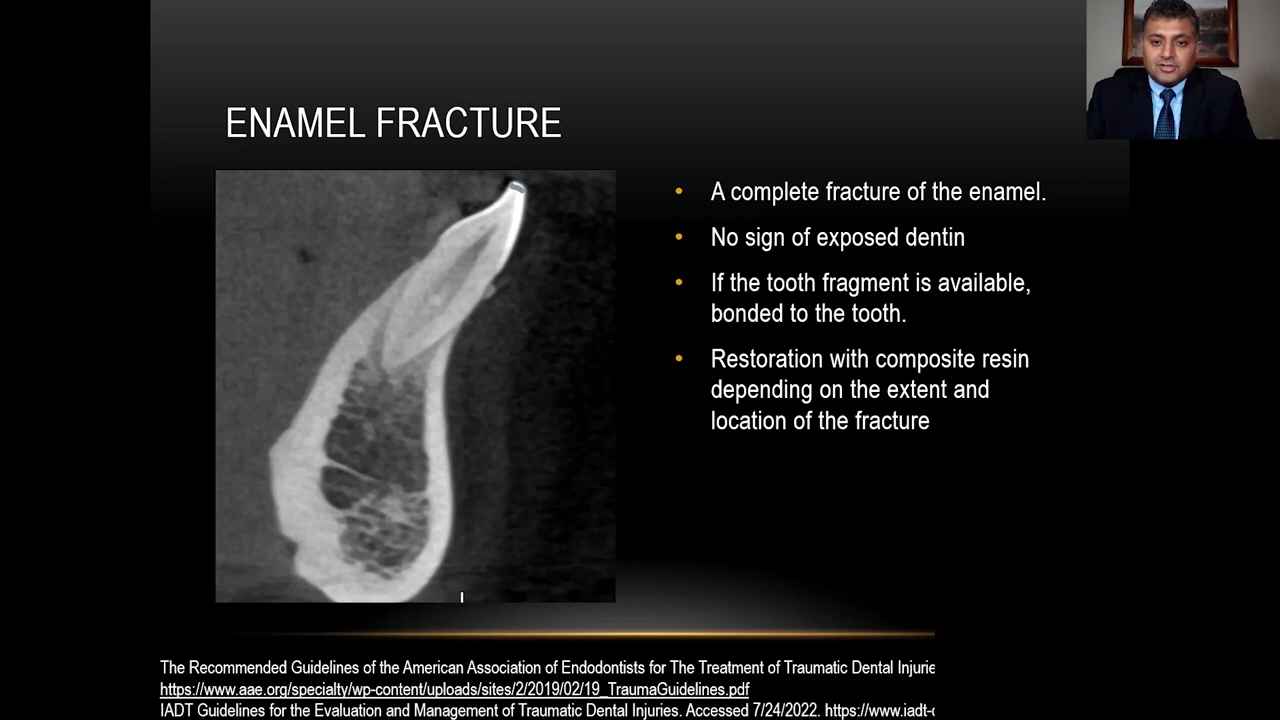 ENAMEL FRACTURE
• A complete fracture of the enamel.
• No sign of exposed dentin
• If the tooth fragment is available,
bonded to the tooth.
• Restoration with composite resin
depending on the extent and
location of the fracture
The Recommended Guidelines of the American Association of Endodontists for The Treatment of Traumatic Dental Injurie
https://www.aae.org/specialty/wp-content/uploads/sites/2/2019/02/19_TraumaGuidelines.pdf
IADT Guidelines for the Evaluation and Management of Traumatic Dental Injuries. Accessed 7/24/2022. https://www.iadt-